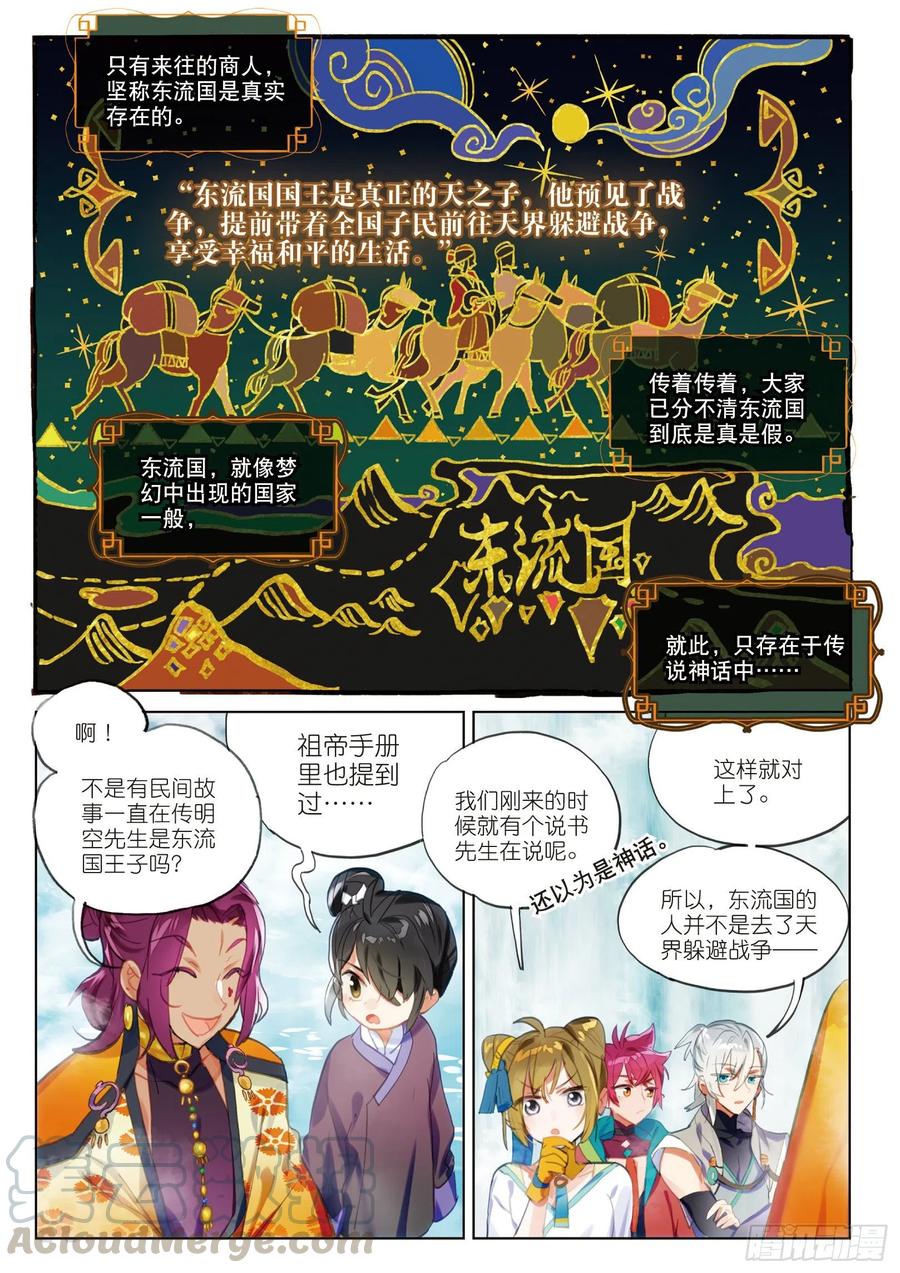 只有来往的商人，
坚称东流国是真实
存在的。
“东流国国王是真正的天之子，他预见了战
争，提前带着全国子民前往天界躲避战争，
享受幸福和平的生活。”
传着传着，大家
已分不清东流国
到底是真是假。
东流国，就像梦
幻中出现的国家
一般，
东流国
就此，只存在于传
说神话中……
啊！
不是有民间故
事一直在传明
空先生是东流
国王子吗？
祖帝手册
里也提到
过……
我们刚来的时
候就有个说书
先生在说呢。
还以为是神话。
这样就对
上了。
所以，东流国的
人并不是去了天
界躲避战争——
AcloudMerge.com
腾讯动漫